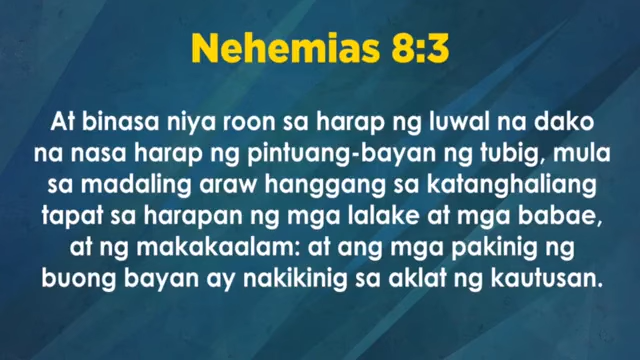 Nehemias 8:3
At binasa niya roon sa harap ng luwal na dako
na nasa harap ng pintuang-bayan ng tubig, mula
sa madaling araw hanggang sa katanghaliang
tapat sa harapan ng mga lalake at mga babae,
at ng makakaalam: at ang mga pakinig ng
buong bayan ay nakikinig sa aklat ng kautusan.